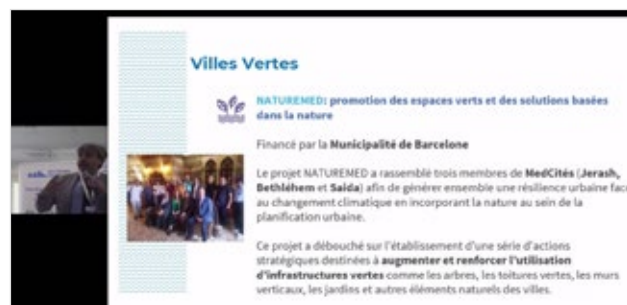 Villes Vertes
NATUREMED: promotion des espaces verts et des solutions basées
dans la nature
Financé par la Municipalité de Barcelone
Le projet NATUREMED a rassemblé trois membres de MedCités (Jerash,
Bethléhem et Saida) afin de générer ensemble une résilience urbaine face
au changement climatique en incorporant la nature au sein de la
planification urbaine.
Ce projet a débouché sur l'établissement d'une série d'actions
stratégiques destinées à augmenter et renforcer l'utilisation
d'infrastructures vertes comme les arbres, les toitures vertes, les murs
verticaux, les jardins et autres éléments naturels des villes.